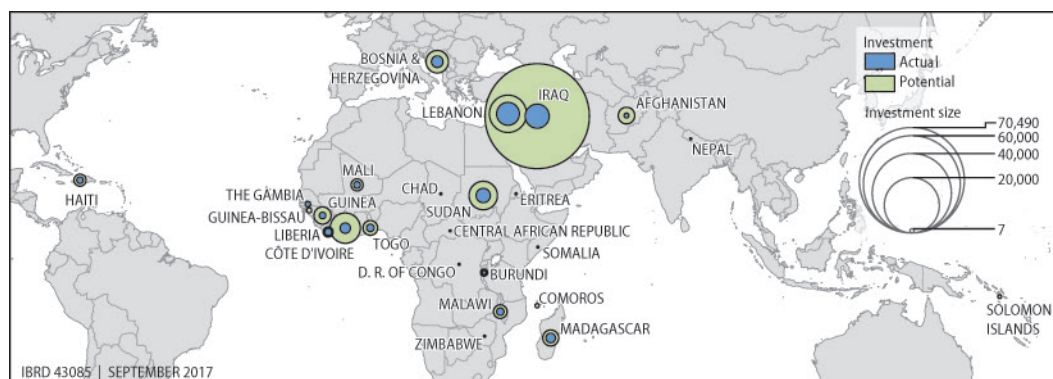 BOSNIA &
HERZEGOVINA
IRAQ
LEBANON
AFGHANISTAN
NEPAL
Investment
Actual
Potential
Investment size
70,490
60,000
40,000
20,000
7
HAITI
MALI
THE GAMBIA
GUINEA
GUINEA-BISSAU
LIBERIA
CÔTE D'IVOIRE
TOGO
CHAD
SUDAN
ERITREA
CENTRAL AFRICAN REPUBLIC
SOMALIA
D. R. OF CONGO
BURUNDI
MALAWI
COMOROS
ZIMBABWE
MADAGASCAR
SOLOMON
ISLANDS
IBRD 43085 | SEPTEMBER 2017